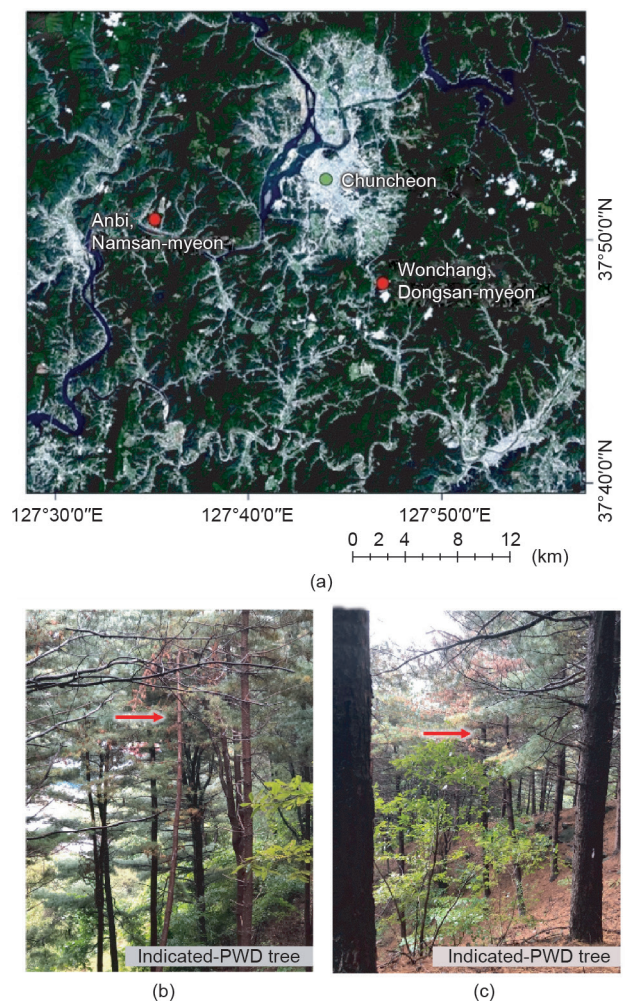 Chuncheon
Anbi,
Namsan-myeon
Wonchang,
Dongsan-myeon
37°50′0″N
37°40′0″N
127°30′0″E
127°40′0″E
127°50′0″E
0 2 4 8 12
(km)
(a)
Indicated-PWD tree
Indicated-PWD tree
(b)
(c)